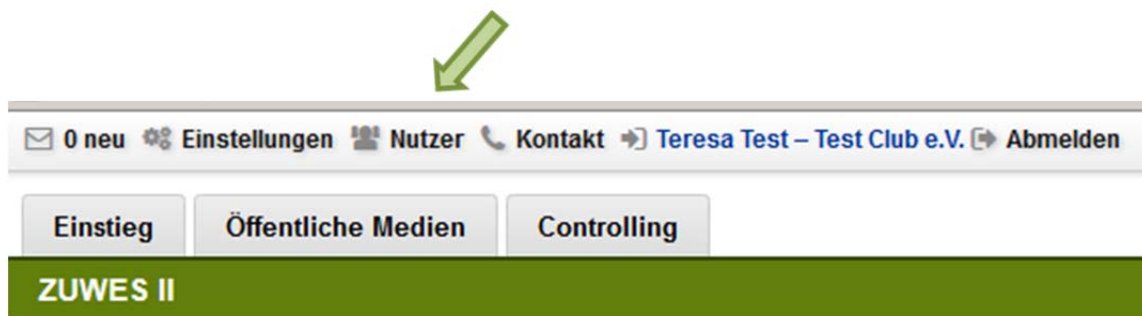 0 neu Einstellungen Nutzer Kontakt Teresa Test – Test Club e.V. Abmelden
Einstieg Öffentliche Medien Controlling
ZUWES II